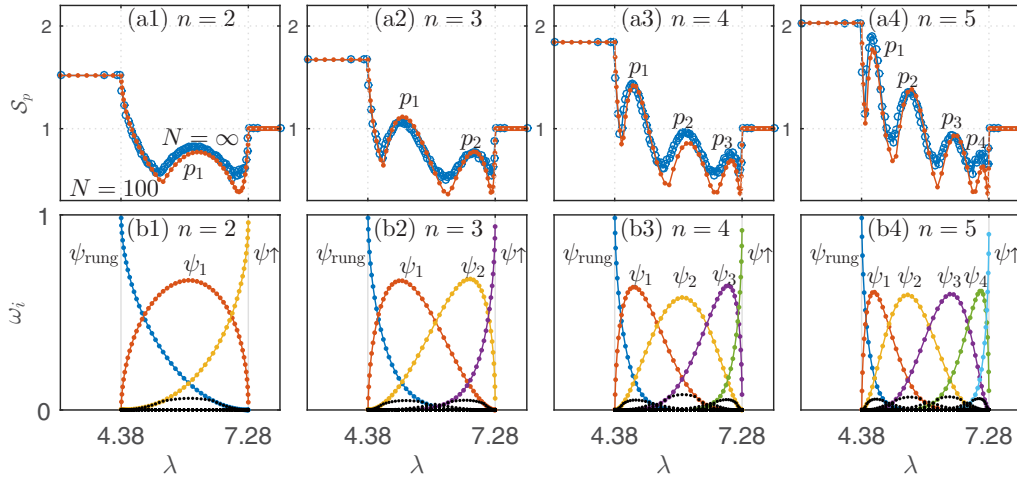 (a1) n = 2
(a2) n = 3
(a3) n = 4
(a4) n = 5
2
1
2
1
2
1
2
1
S_p
N = ∞
p_1
N = 100
p_1
p_2
p_1
p_2
p_3
p_1
p_2
p_3
p_4
(b1) n = 2
(b2) n = 3
(b3) n = 4
(b4) n = 5
1
0
ω_i
ψ_rung
ψ_1
ψ↑
ψ_rung
ψ_1
ψ_2
ψ↑
ψ_rung
ψ_1
ψ_2
ψ_3
ψ↑
ψ_rung
ψ_1
ψ_2
ψ_3
ψ_4
ψ↑
4.38 7.28
4.38 7.28
4.38 7.28
4.38 7.28
λ
λ
λ
λ